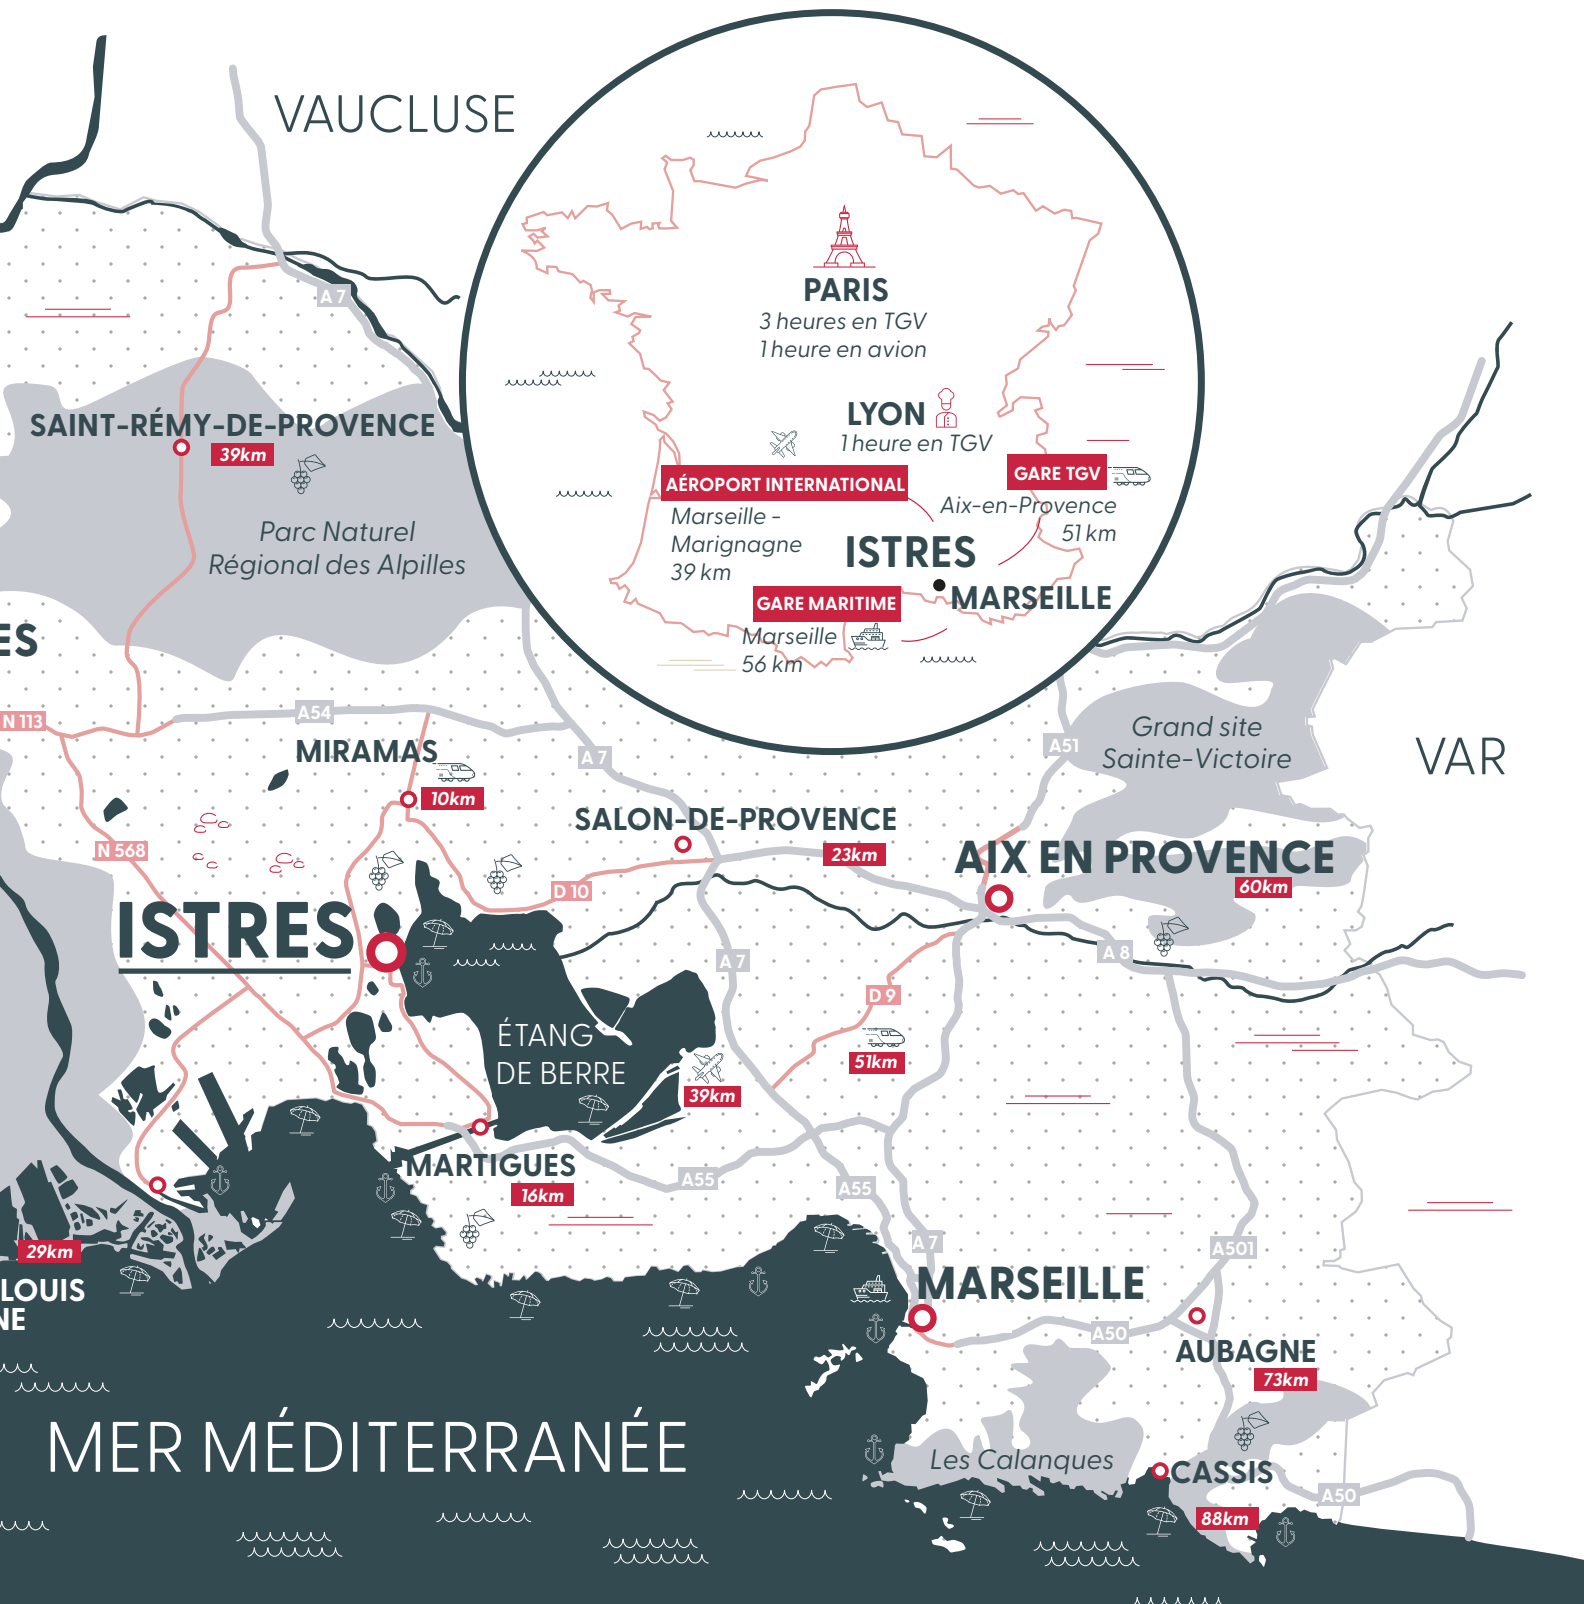 VAUCLUSE
A 7
PARIS
3 heures en TGV
1 heure en avion
LYON
1 heure en TGV
AÉROPORT INTERNATIONAL
Marseille -
Marignagne
39 km
GARE TGV
Aix-en-Provence
51 km
ISTRES
MARSEILLE
GARE MARITIME
Marseille
56 km
SAINT-RÉMY-DE-PROVENCE
39km
Parc Naturel
Régional des Alpilles
ES
N 113
A54
MIRAMAS
10km
A 7
A51
Grand site
Sainte-Victoire
VAR
SALON-DE-PROVENCE
23km
AIX EN PROVENCE
60km
N 568
D 10
ISTRES
A 7
A 8
D 9
51km
ÉTANG
DE BERRE
39km
MARTIGUES
16km
A55
A55
A 7
A501
29km
LOUIS
NE
MARSEILLE
A50
AUBAGNE
73km
MER MÉDITERRANÉE
Les Calanques
CASSIS
88km
A50